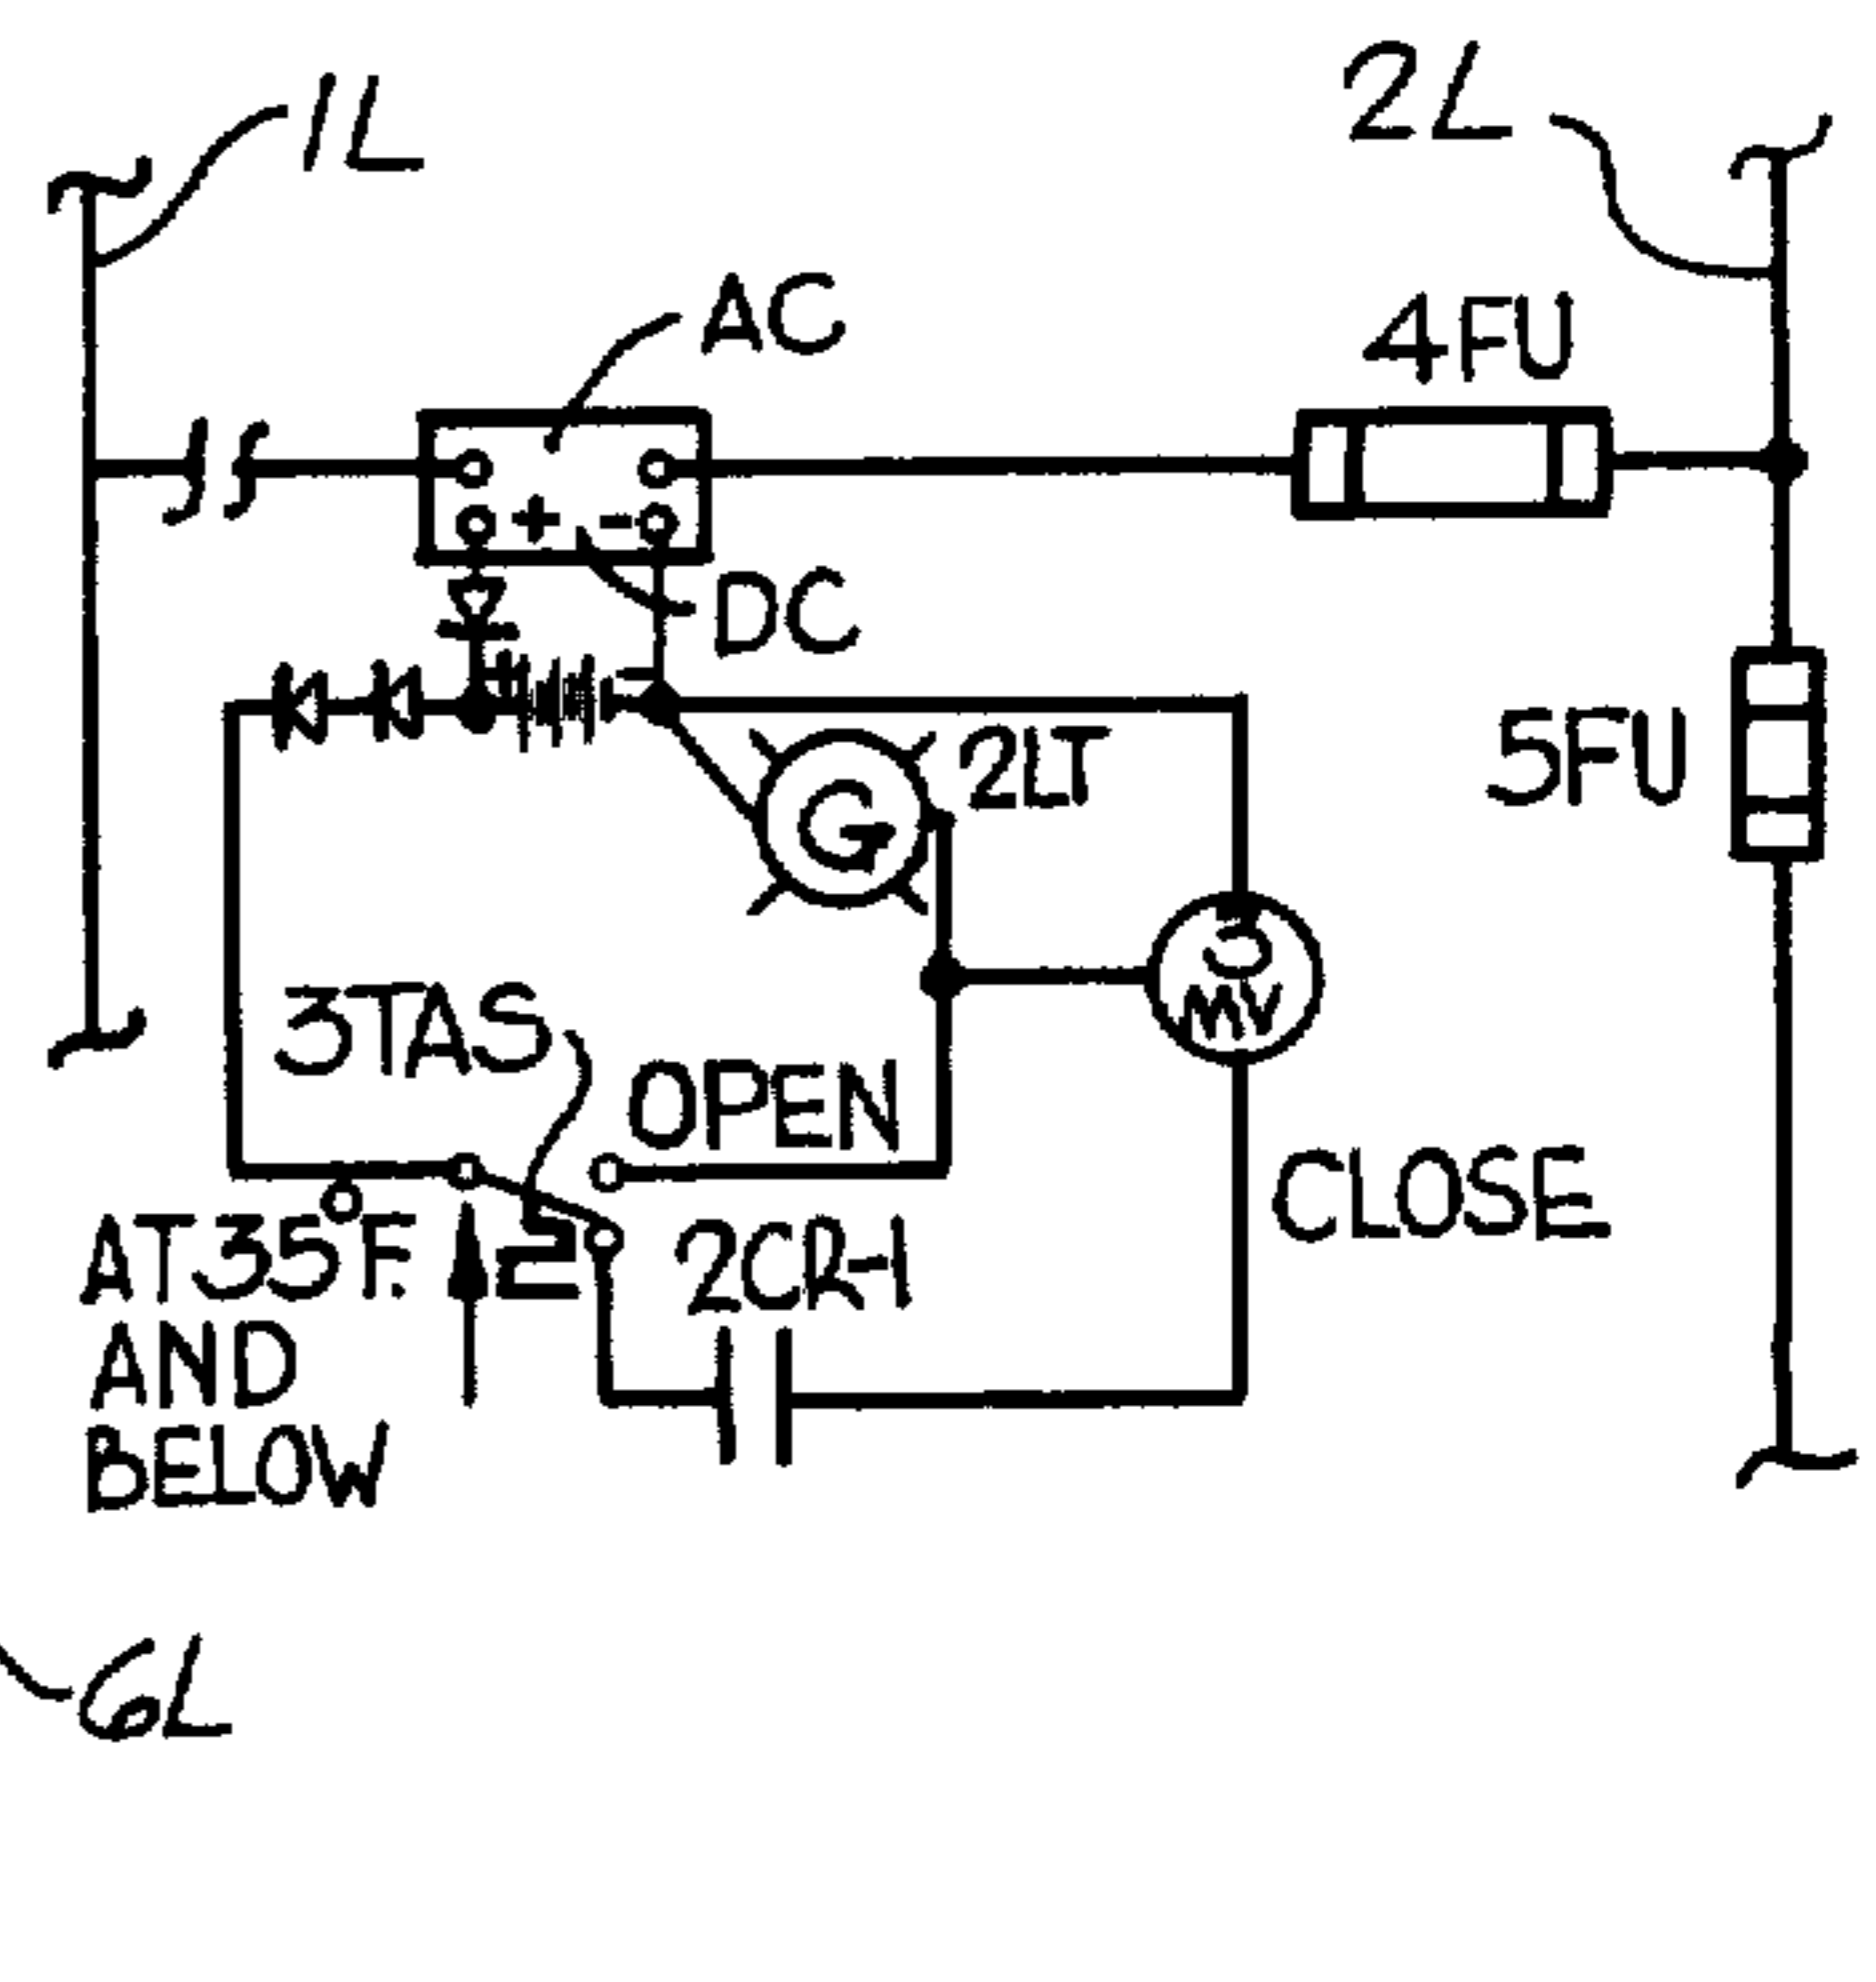 1L
2L
AC
4FU
+ -
DC
2LT
G
5FU
3
MV
3TAS
OPEN
CLOSE
AT 35 F.
AND
BELOW
2CR-1
6L